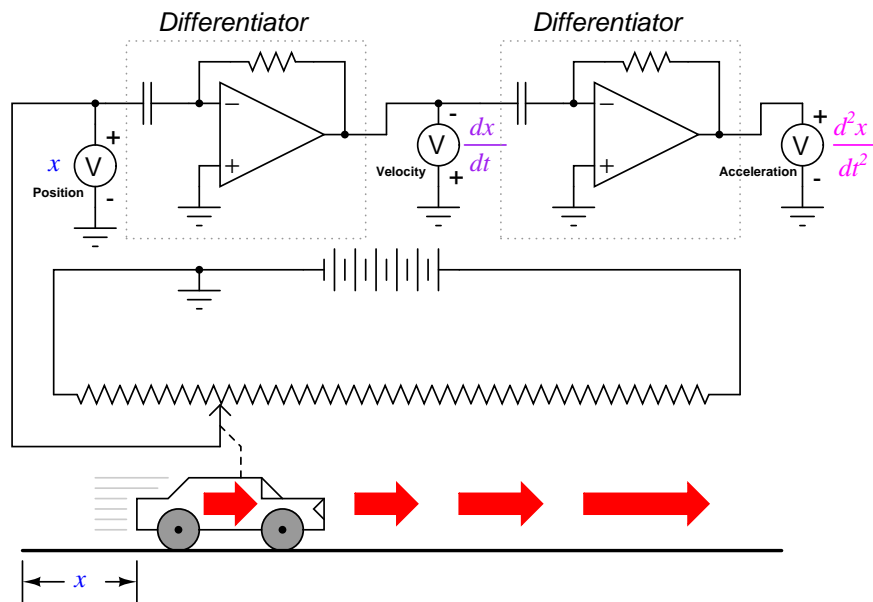 Differentiator
Differentiator
+
V
-
x
Position
−
+
-
V
+
Velocity
dx
dt
−
+
+
V
-
Acceleration
d²x
dt²
x